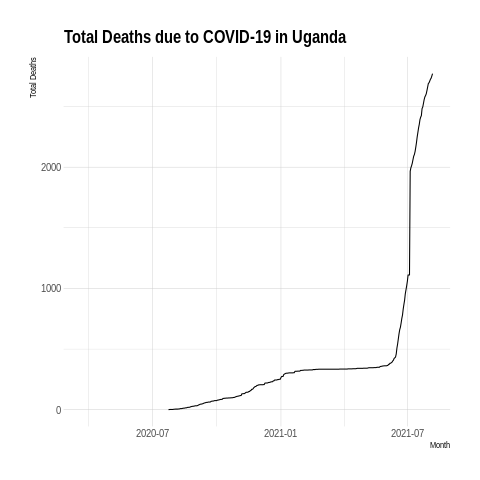 Total Deaths due to COVID-19 in Uganda
Total Deaths
2000
1000
0
2020-07
2021-01
2021-07
Month